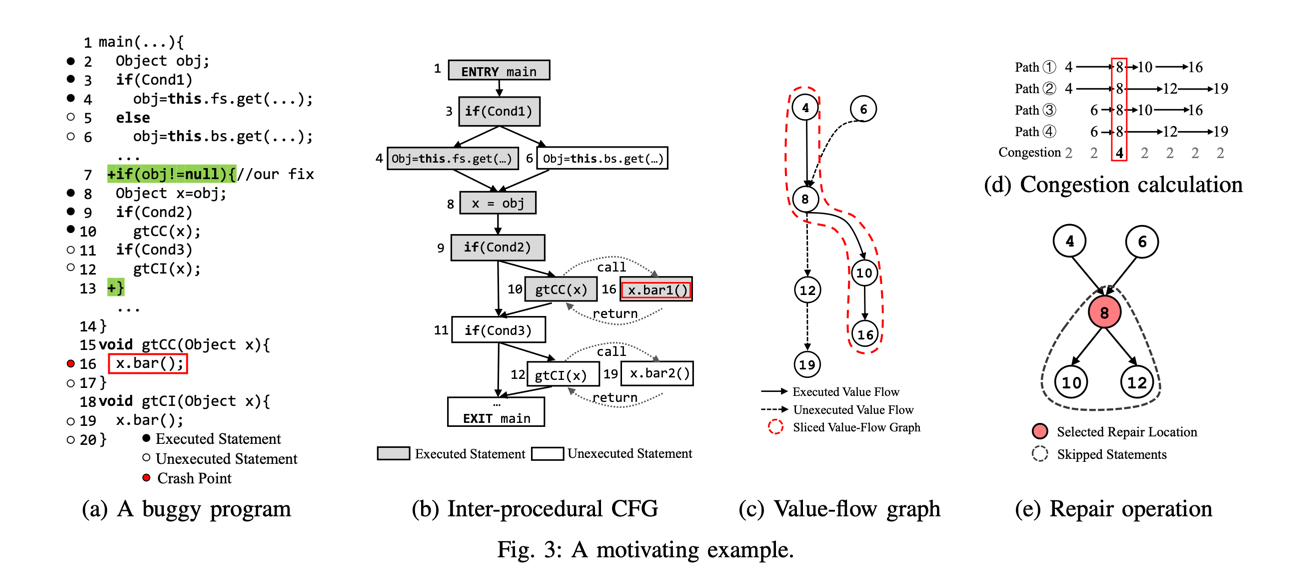 1 main(...){
2 Object obj;
3 if(Cond1)
4 obj=this.fs.get(...);
5 else
6 obj=this.bs.get(...);
...
7 +if(obj!=null){//our fix
8 Object x=obj;
9 if(Cond2)
10 gtCC(x);
11 if(Cond3)
12 gtCI(x);
13 +}
...
14 }
15 void gtCC(Object x){
16 x.bar();
17 }
18 void gtCI(Object x){
19 x.bar();
20 }
Executed Statement
Unexecuted Statement
Crash Point
(a) A buggy program
1 ENTRY main
3 if(Cond1)
4 Obj=this.fs.get(…) 6 Obj=this.bs.get(…)
8 x = obj
9 if(Cond2)
call
10 gtCC(x) 16 x.bar1()
return
11 if(Cond3)
call
12 gtCI(x) 19 x.bar2()
return
…
EXIT main
Executed Statement Unexecuted Statement
(b) Inter-procedural CFG
4 6
8
10
12
16
19
Executed Value Flow
Unexecuted Value Flow
Sliced Value-Flow Graph
(c) Value-flow graph
Path ① 4 8 10 16
Path ② 4 8 12 19
Path ③ 6 8 10 16
Path ④ 6 8 12 19
Congestion 2 2 4 2 2 2 2
(d) Congestion calculation
4 6
8
10 12
Selected Repair Location
Skipped Statements
(e) Repair operation
Fig. 3: A motivating example.